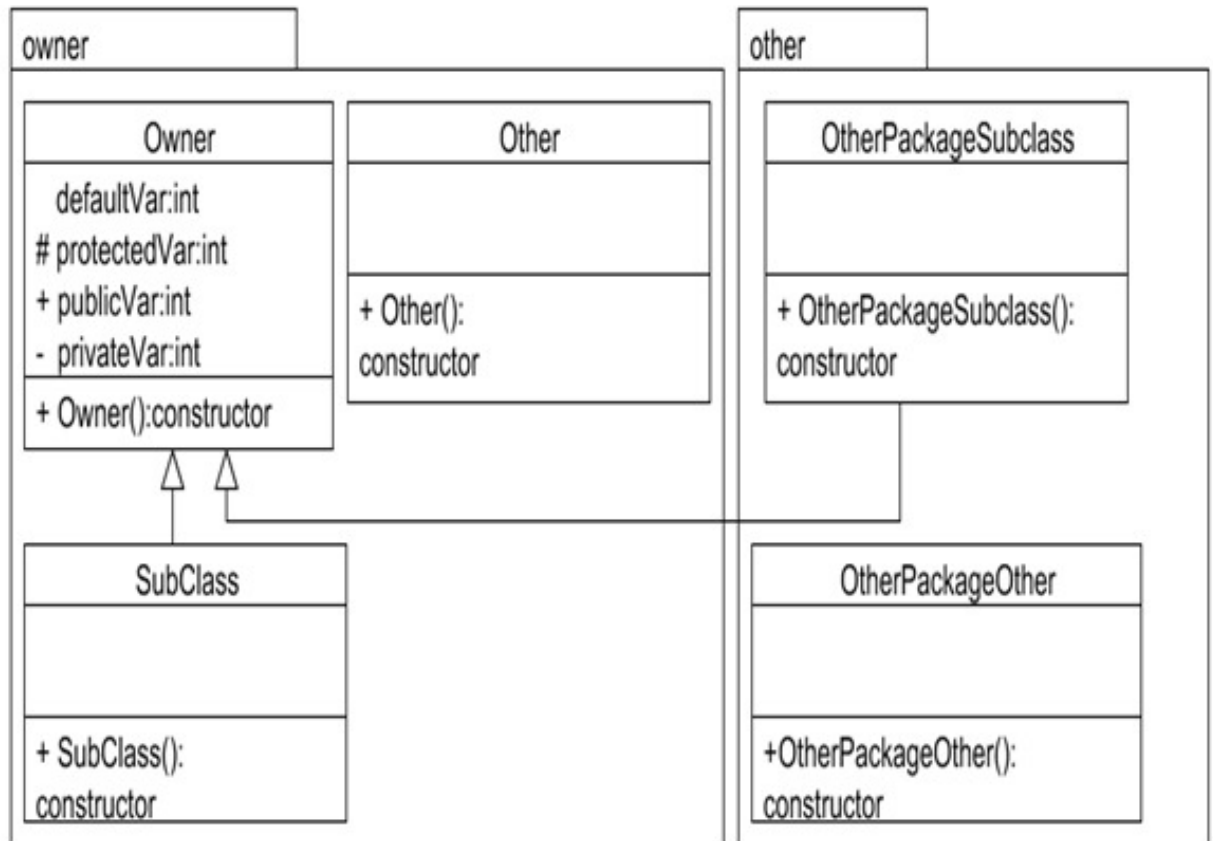 owner
Owner
defaultVar:int
# protectedVar:int
+ publicVar:int
- privateVar:int
+ Owner():constructor
Other
+ Other():
constructor
SubClass
+ SubClass():
constructor
other
OtherPackageSubclass
+ OtherPackageSubclass():
constructor
OtherPackageOther
+OtherPackageOther():
constructor